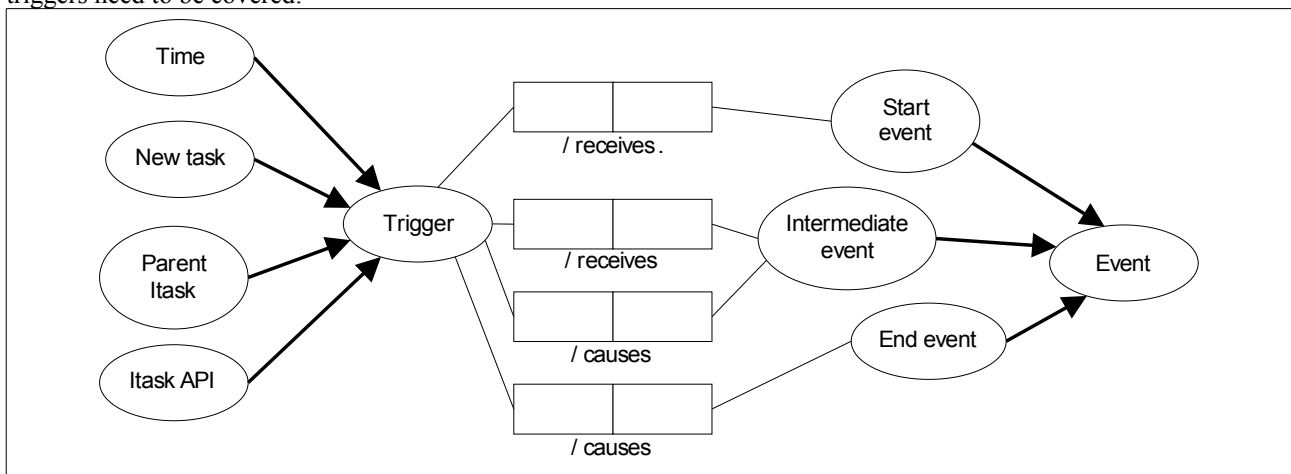 triggers need to be covered.
Time
New task
Parent
Itask
Itask API
Trigger
/ receives .
/ receives
/ causes
/ causes
Start
event
Intermediate
event
End event
Event